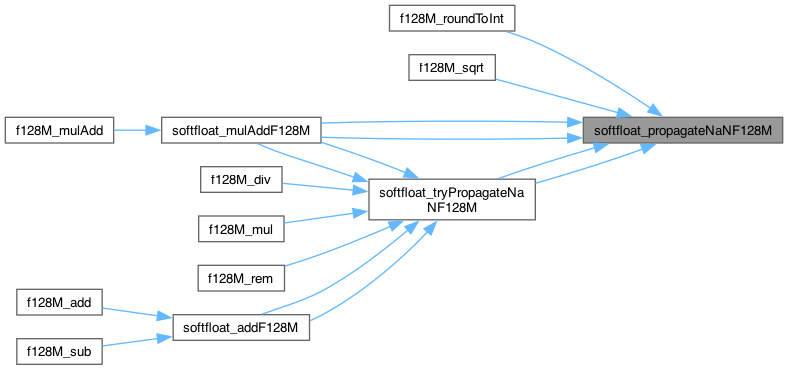 f128M_roundToInt
f128M_sqrt
softfloat_propagateNaNF128M
f128M_mulAdd
softfloat_mulAddF128M
f128M_div
softfloat_tryPropagateNa
NF128M
f128M_mul
f128M_rem
f128M_add
softfloat_addF128M
f128M_sub